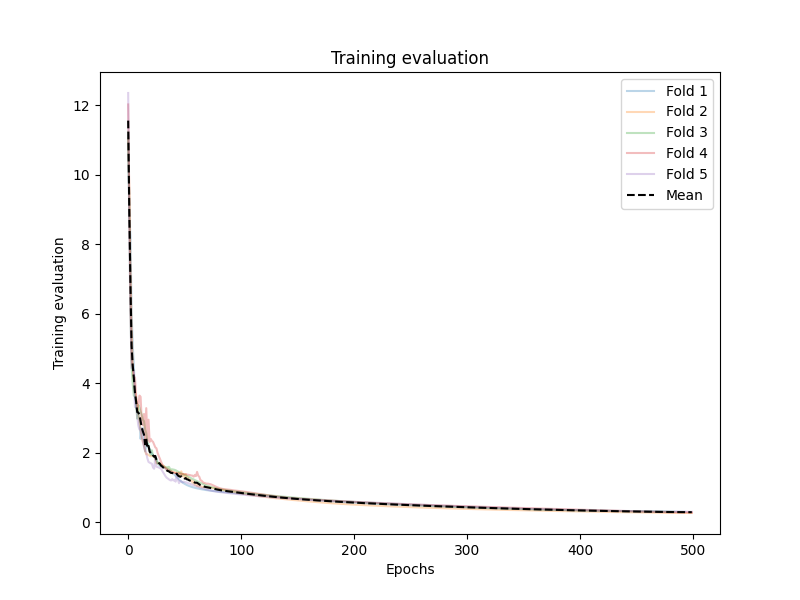 Training evaluation
Fold 1
Fold 2
Fold 3
Fold 4
Fold 5
Mean
Training evaluation
12
10
8
6
4
2
0
0 100 200 300 400 500
Epochs